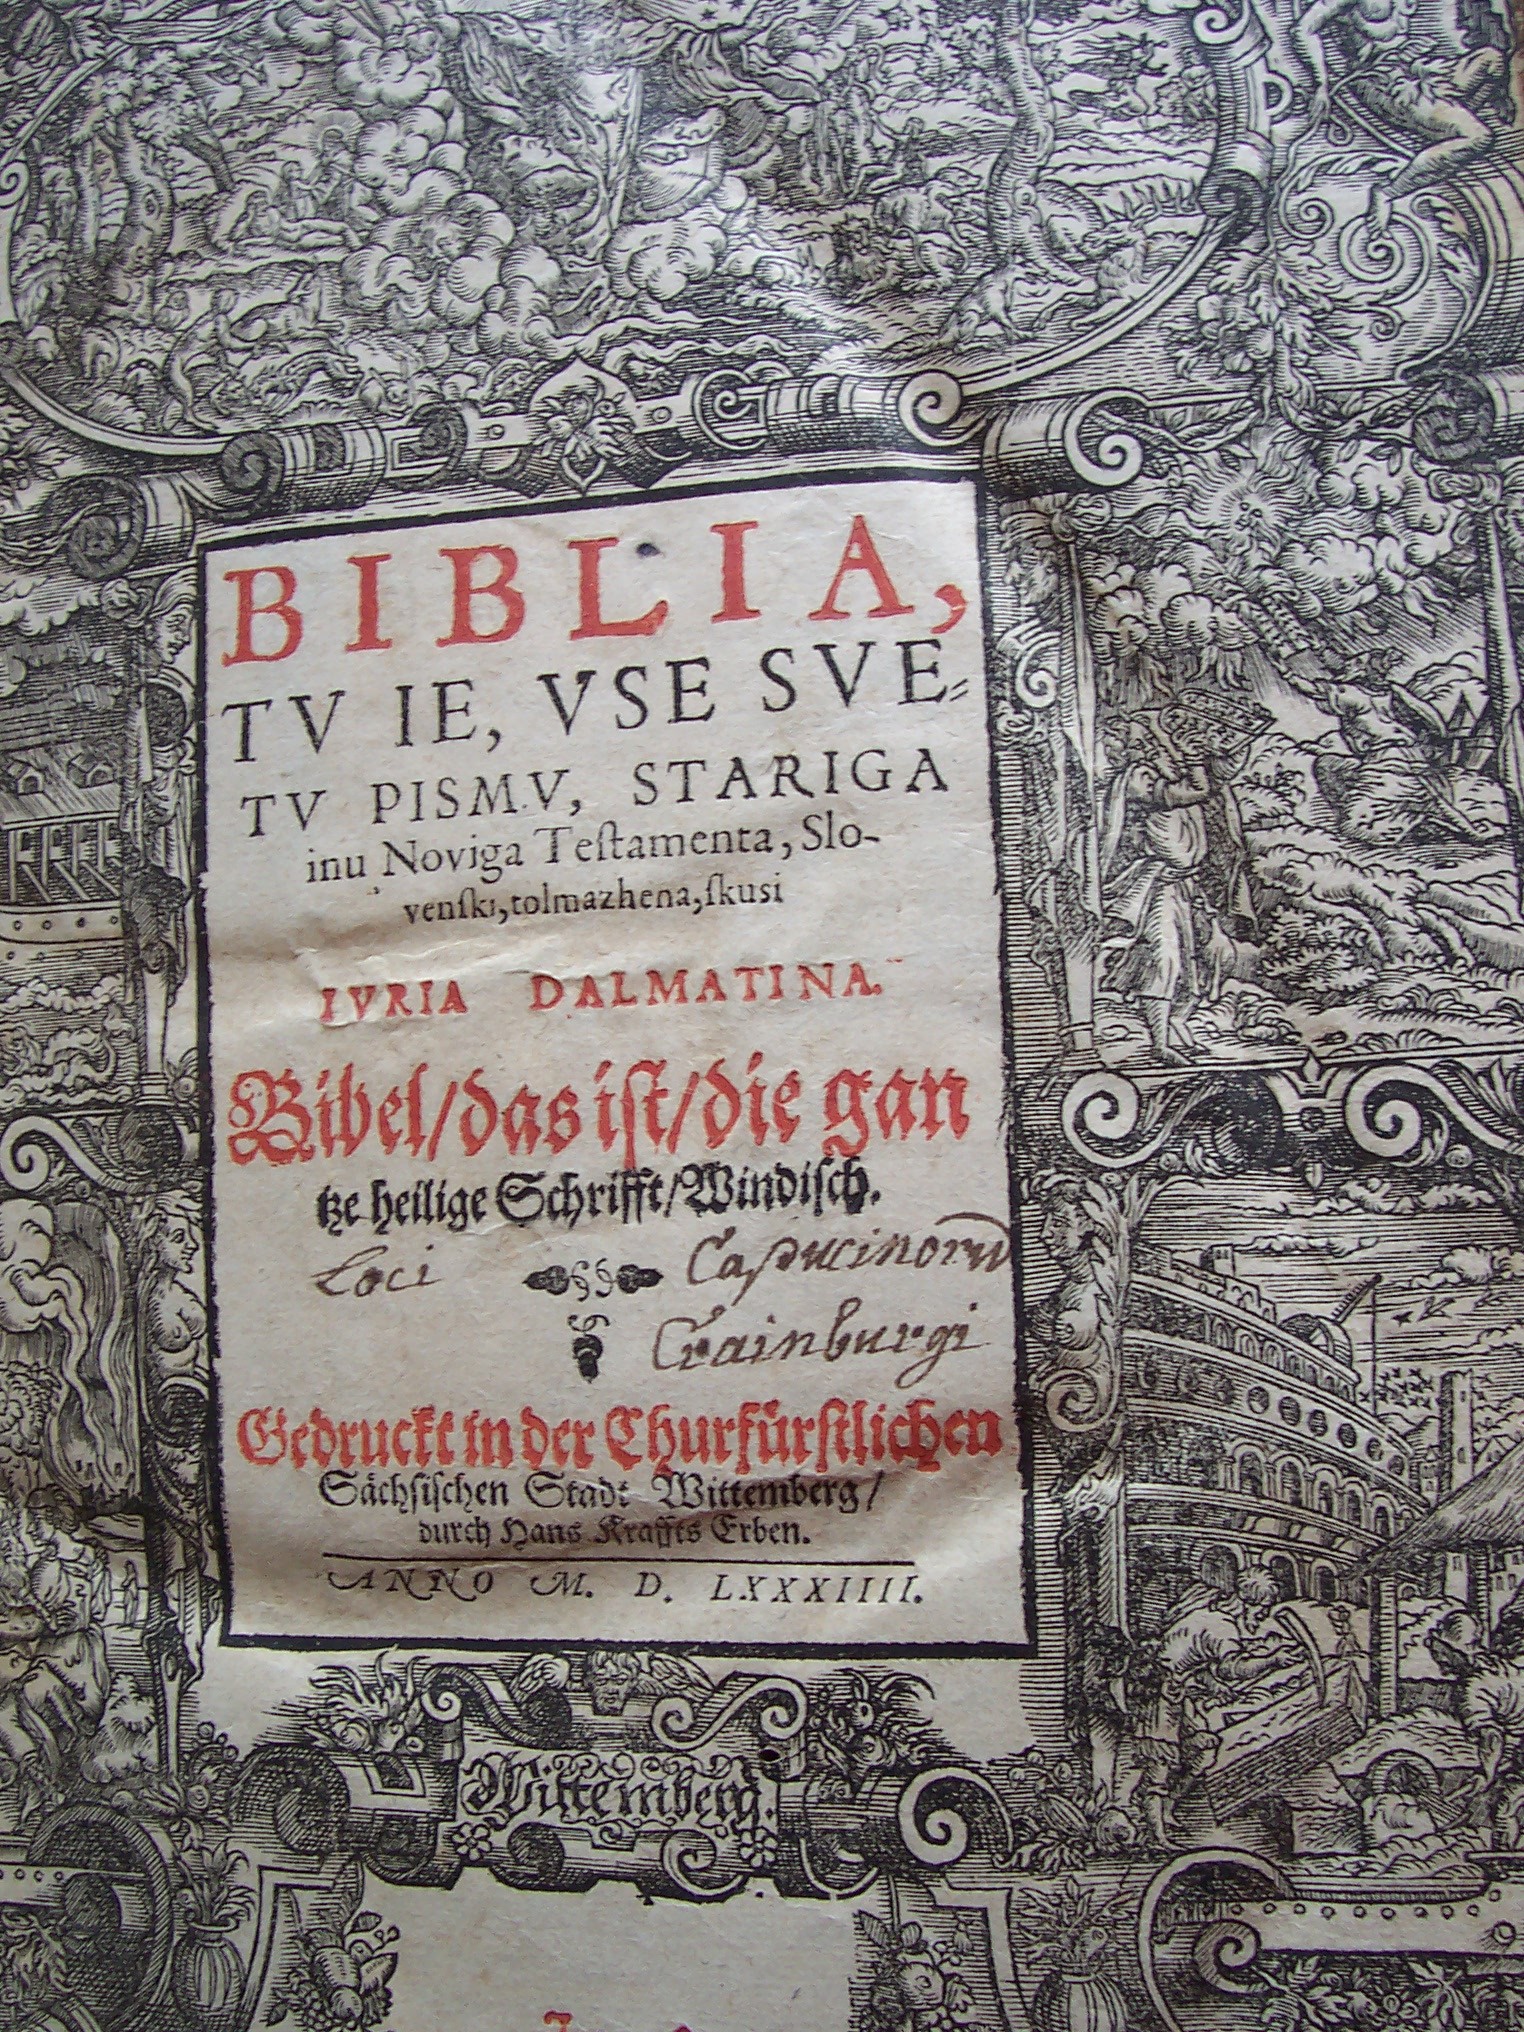 BIBLIA,
TV IE, VSE SVE⸗
TV PISMV, STARIGA
inu Noviga Teſtamenta, Slo-
venſki, tolmazhena, ſkusi
IVRIA DALMATINA.
Bibel/ das iſt/ die gan
tze heilige Schrifft/ Windiſch.
Loci Capucinorũ
Crainburgi
Gedruckt in der Churfürſtlichen
Sächſiſchen Stadt Wittemberg/
durch Hans Kraffts Erben.
ANNO M. D. LXXXIIII.
Wittemberg.